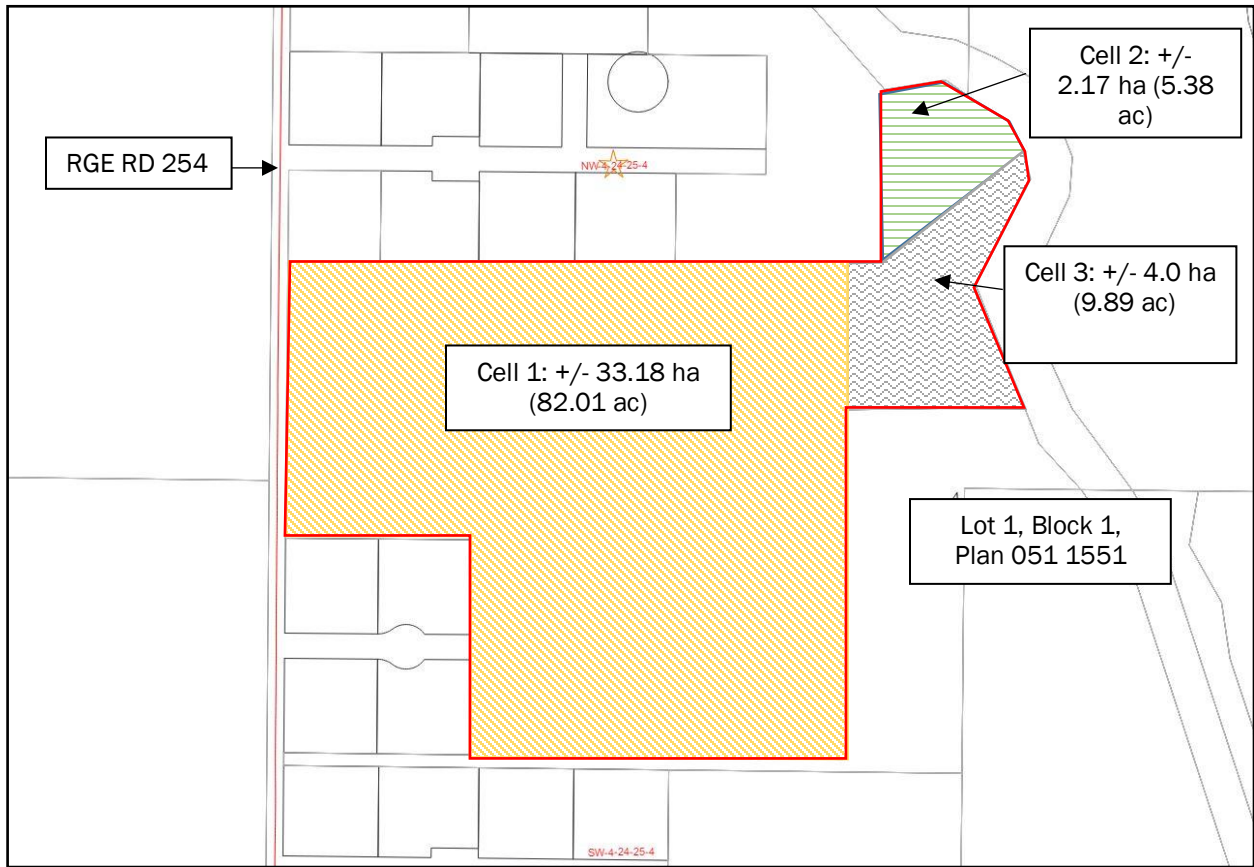 Cell 2: +/-
2.17 ha (5.38
ac)
RGE RD 254
NW-4-24-25-4
Cell 3: +/- 4.0 ha
(9.89 ac)
Cell 1: +/- 33.18 ha
(82.01 ac)
Lot 1, Block 1,
Plan 051 1551
SW-4-24-25-4